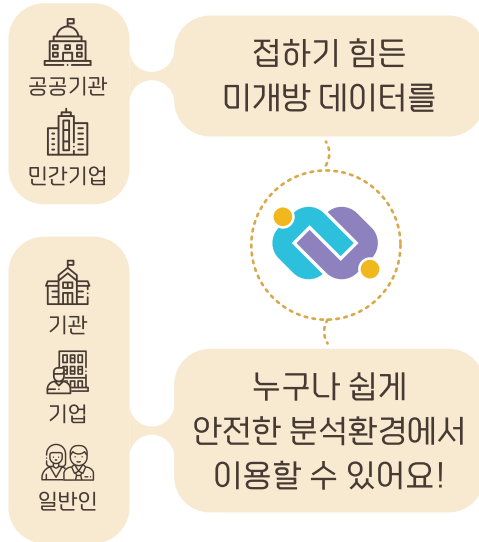 공공기관
민간기업
접하기 힘든
미개방 데이터를
기관
기업
일반인
누구나 쉽게
안전한 분석환경에서
이용할 수 있어요!